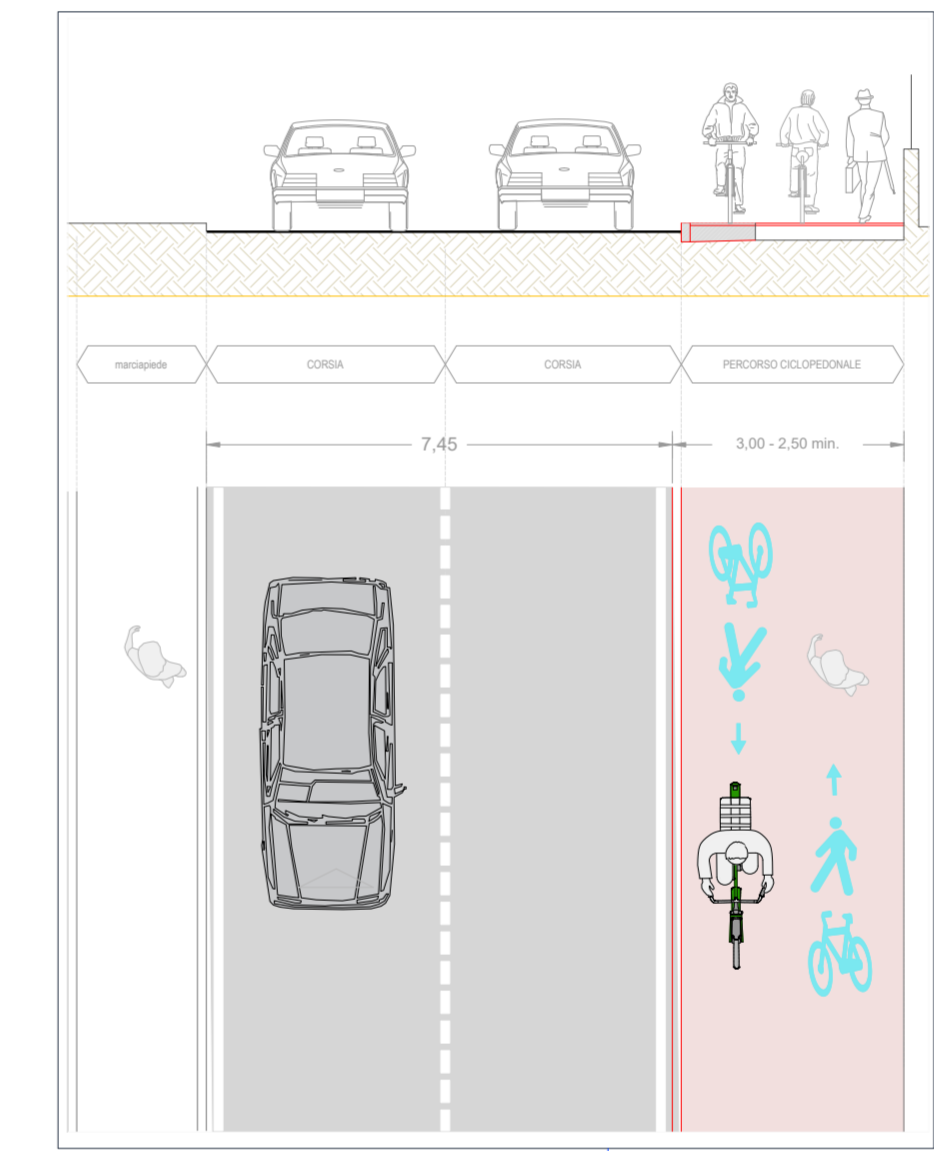 marciapiede
CORSIA
CORSIA
PERCORSO CICLOPEDONALE
7,45
3,00 - 2,50 min.